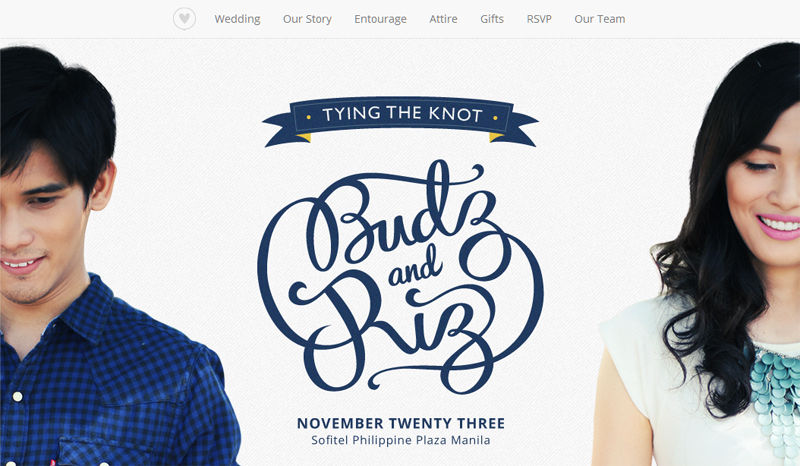 Wedding Our Story Entourage Attire Gifts RSVP Our Team
TYING THE KNOT
Budz
and
Riz
NOVEMBER TWENTY THREE
Sofitel Philippine Plaza Manila